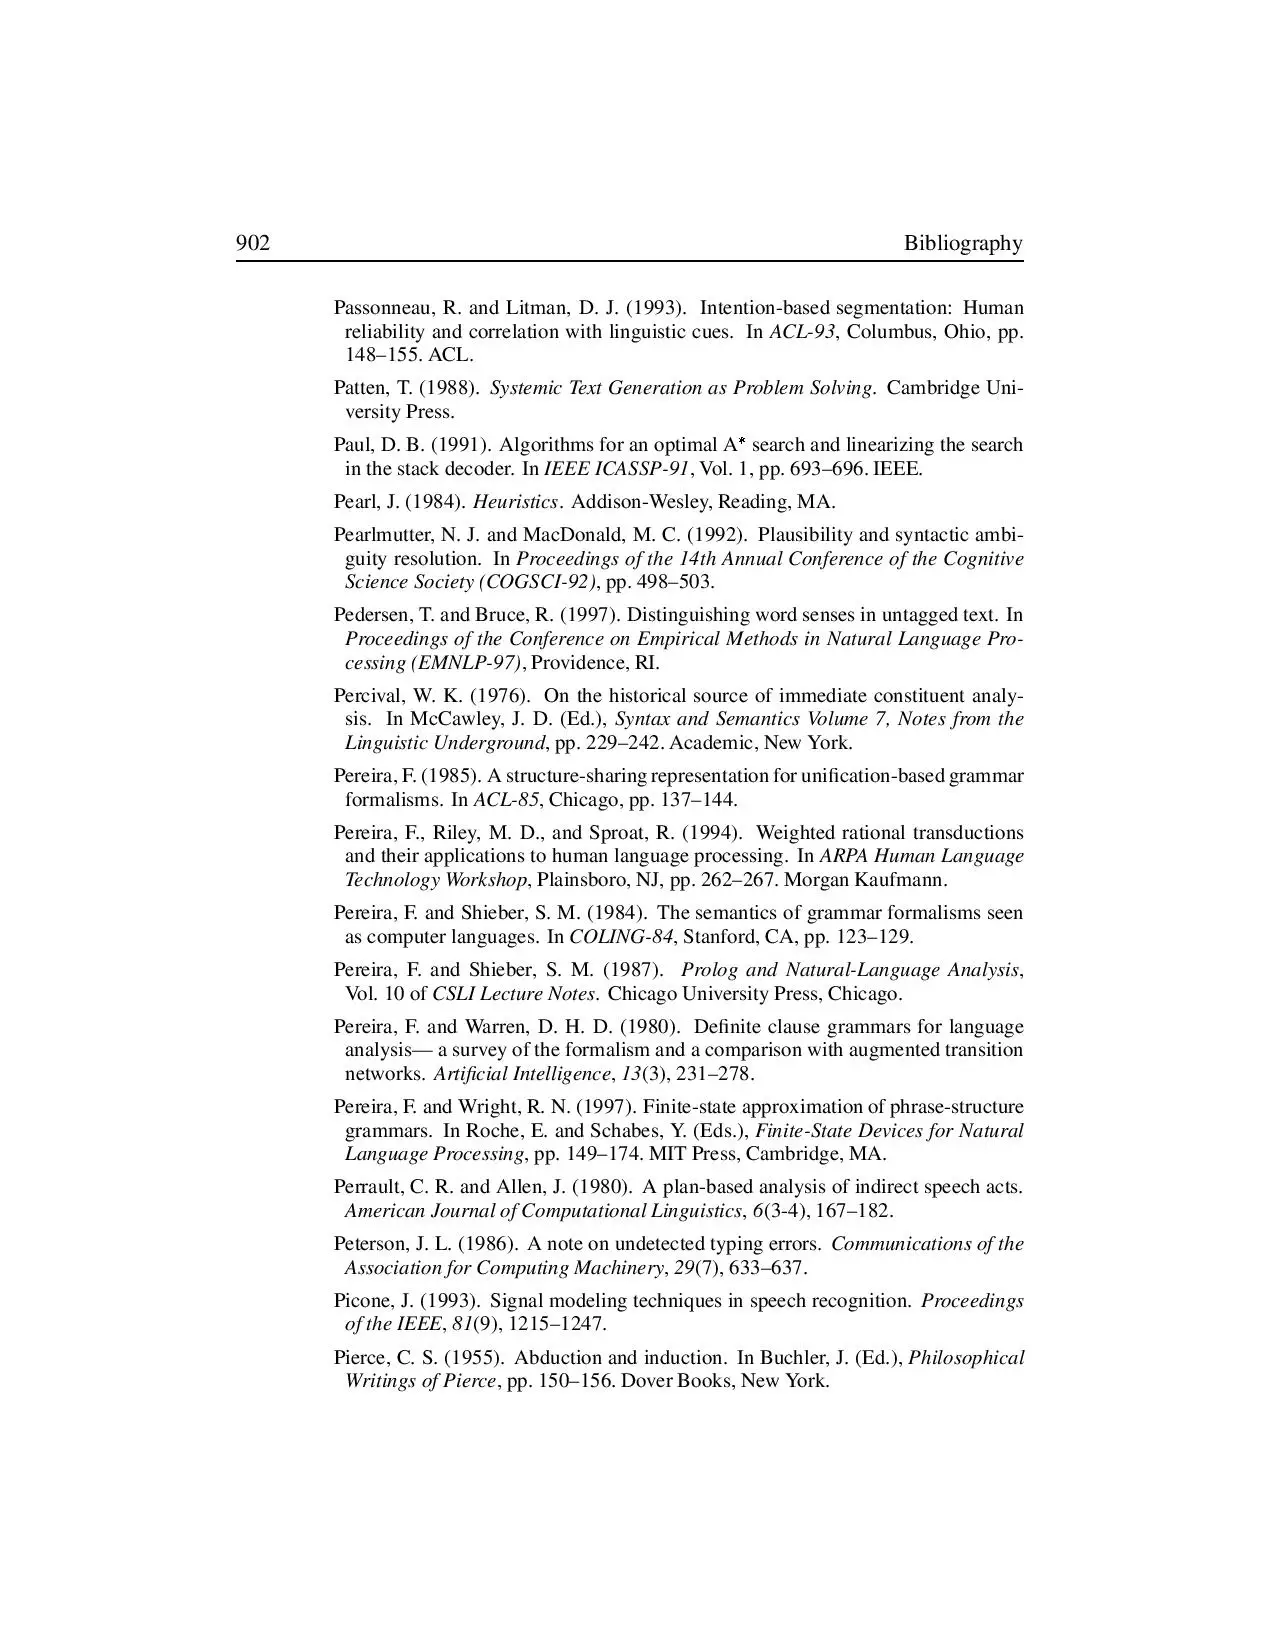 902 Bibliography
Passonneau, R. and Litman, D. J. (1993). Intention-based segmentation: Human
reliability and correlation with linguistic cues. In ACL-93, Columbus, Ohio, pp.
148–155. ACL.
Patten, T. (1988). Systemic Text Generation as Problem Solving. Cambridge Uni-
versity Press.
Paul, D. B. (1991). Algorithms for an optimal A* search and linearizing the search
in the stack decoder. In IEEE ICASSP-91, Vol. 1, pp. 693–696. IEEE.
Pearl, J. (1984). Heuristics. Addison-Wesley, Reading, MA.
Pearlmutter, N. J. and MacDonald, M. C. (1992). Plausibility and syntactic ambi-
guity resolution. In Proceedings of the 14th Annual Conference of the Cognitive
Science Society (COGSCI-92), pp. 498–503.
Pedersen, T. and Bruce, R. (1997). Distinguishing word senses in untagged text. In
Proceedings of the Conference on Empirical Methods in Natural Language Pro-
cessing (EMNLP-97), Providence, RI.
Percival, W. K. (1976). On the historical source of immediate constituent analy-
sis. In McCawley, J. D. (Ed.), Syntax and Semantics Volume 7, Notes from the
Linguistic Underground, pp. 229–242. Academic, New York.
Pereira, F. (1985). A structure-sharing representation for unification-based grammar
formalisms. In ACL-85, Chicago, pp. 137–144.
Pereira, F., Riley, M. D., and Sproat, R. (1994). Weighted rational transductions
and their applications to human language processing. In ARPA Human Language
Technology Workshop, Plainsboro, NJ, pp. 262–267. Morgan Kaufmann.
Pereira, F. and Shieber, S. M. (1984). The semantics of grammar formalisms seen
as computer languages. In COLING-84, Stanford, CA, pp. 123–129.
Pereira, F. and Shieber, S. M. (1987). Prolog and Natural-Language Analysis,
Vol. 10 of CSLI Lecture Notes. Chicago University Press, Chicago.
Pereira, F. and Warren, D. H. D. (1980). Definite clause grammars for language
analysis— a survey of the formalism and a comparison with augmented transition
networks. Artificial Intelligence, 13(3), 231–278.
Pereira, F. and Wright, R. N. (1997). Finite-state approximation of phrase-structure
grammars. In Roche, E. and Schabes, Y. (Eds.), Finite-State Devices for Natural
Language Processing, pp. 149–174. MIT Press, Cambridge, MA.
Perrault, C. R. and Allen, J. (1980). A plan-based analysis of indirect speech acts.
American Journal of Computational Linguistics, 6(3-4), 167–182.
Peterson, J. L. (1986). A note on undetected typing errors. Communications of the
Association for Computing Machinery, 29(7), 633–637.
Picone, J. (1993). Signal modeling techniques in speech recognition. Proceedings
of the IEEE, 81(9), 1215–1247.
Pierce, C. S. (1955). Abduction and induction. In Buchler, J. (Ed.), Philosophical
Writings of Pierce, pp. 150–156. Dover Books, New York.